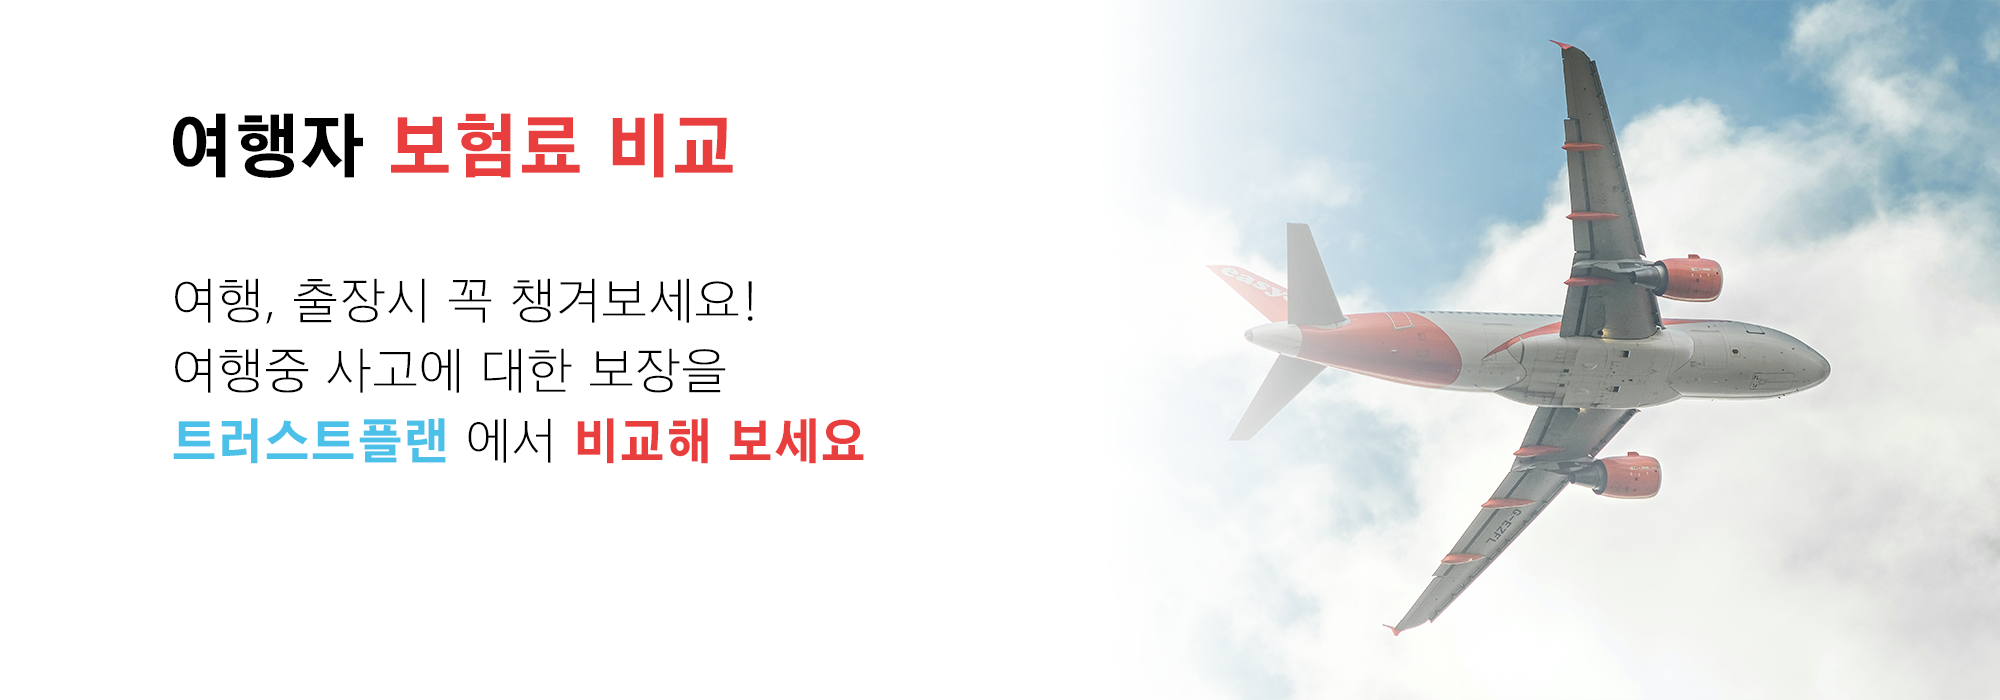 여행자 보험료 비교
여행, 출장시 꼭 챙겨보세요!
여행중 사고에 대한 보장을
트러스트플랜 에서 비교해 보세요
easy
G-EZFL